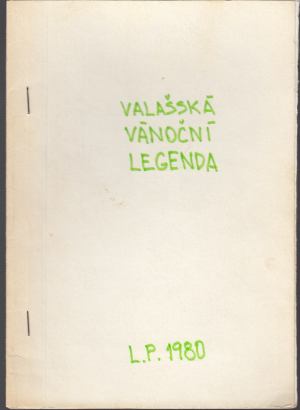 VALAŠSKÁ
VÁNOČNÍ
LEGENDA
L.P. 1980